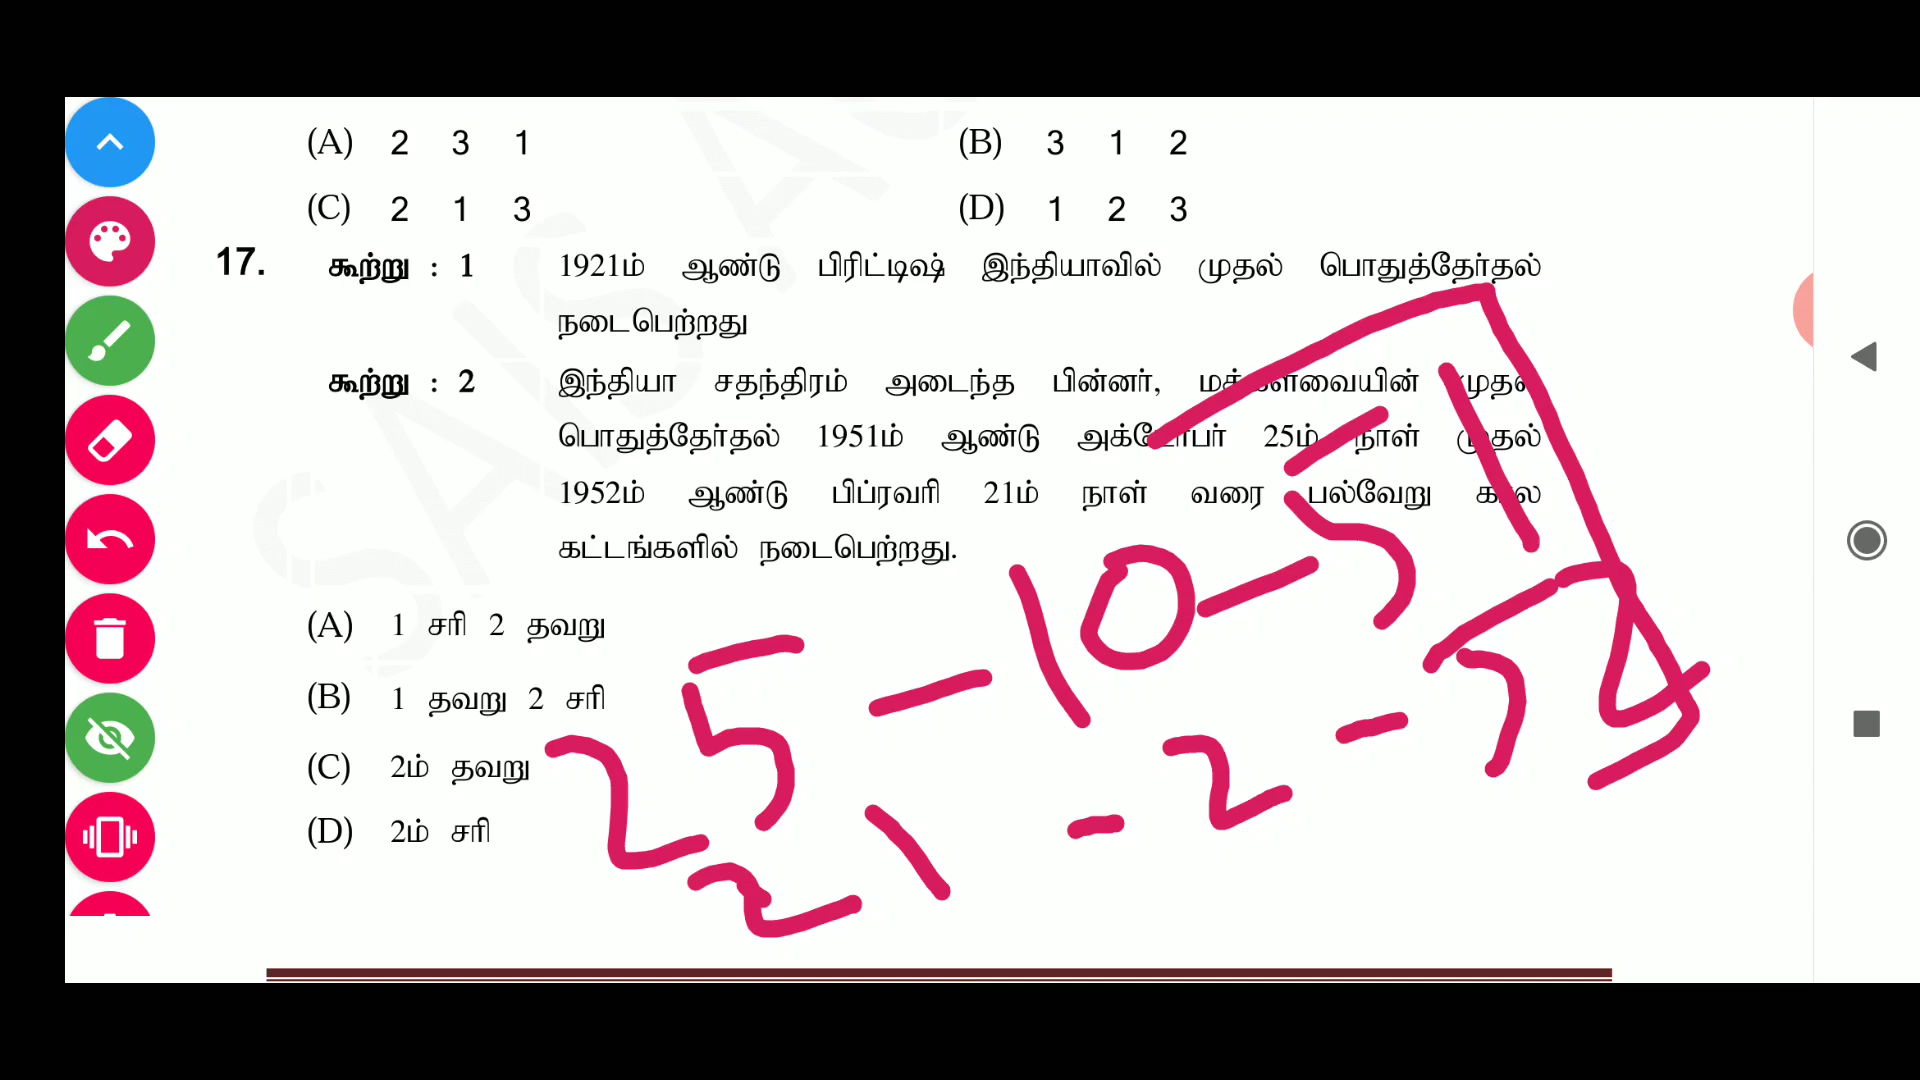 (A) 2 3 1 (B) 3 1 2
(C) 2 1 3 (D) 1 2 3
17. கூற்று : 1 1921ம் ஆண்டு பிரிட்டிஷ் இந்தியாவில் முதல் பொதுத்தேர்தல்
நடைபெற்றது
கூற்று : 2 இந்தியா சதந்திரம் அடைந்த பின்னர், மக்களவையின் முதல்
பொதுத்தேர்தல் 1951ம் ஆண்டு அக்டோபர் 25ம் நாள் முதல்
1952ம் ஆண்டு பிப்ரவரி 21ம் நாள் வரை பல்வேறு கால
கட்டங்களில் நடைபெற்றது.
(A) 1 சரி 2 தவறு
(B) 1 தவறு 2 சரி
(C) 2ம் தவறு
(D) 2ம் சரி
25 - 10 - 51
21 - 2 - 52
SAIS